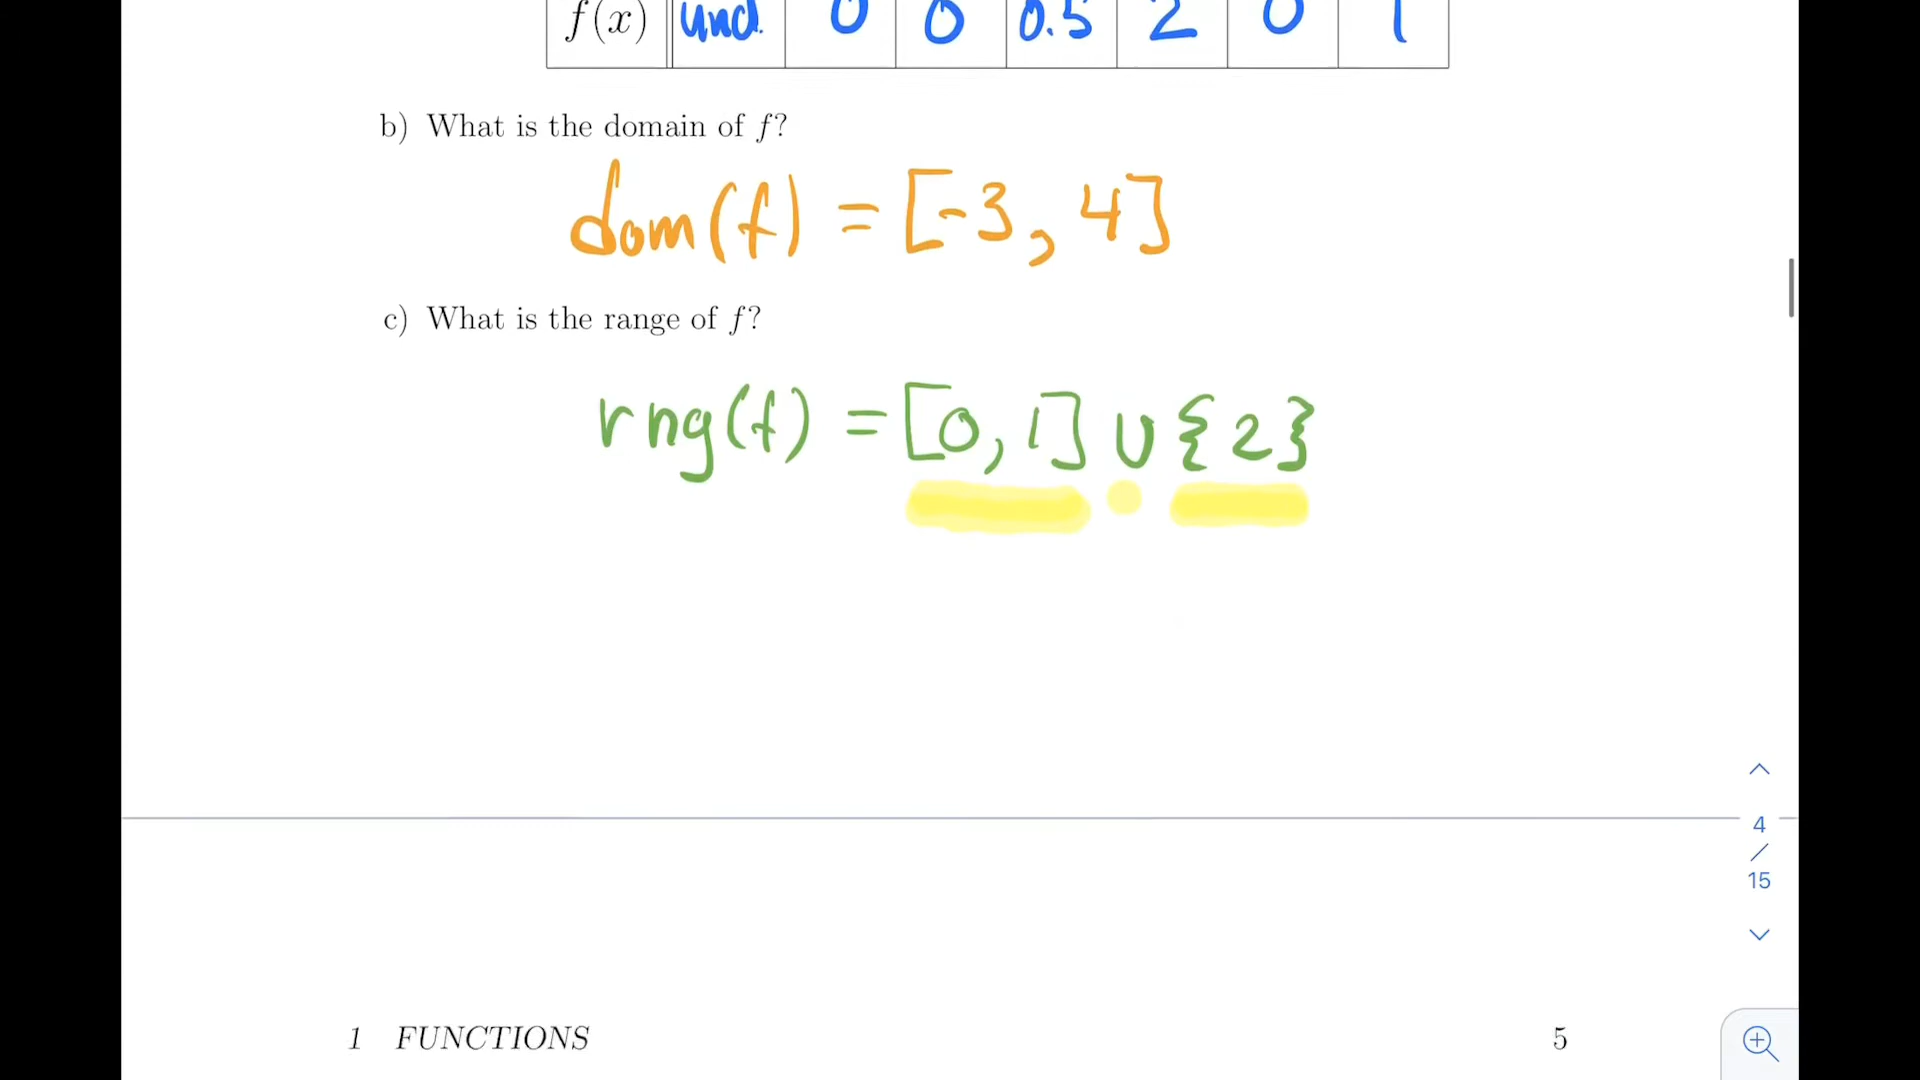 f(x) und. 0 0 0.5 2 0 1
b) What is the domain of f?
dom(f) = [-3, 4]
c) What is the range of f?
rng(f) = [0, 1] ∪ {2}
4
/
15
1 FUNCTIONS 5